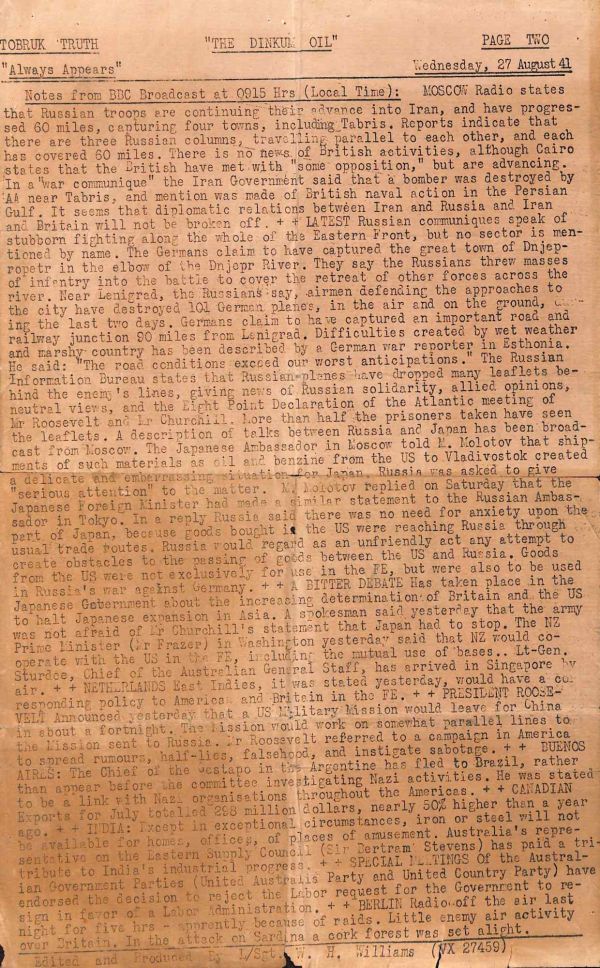 TOBRUK TRUTH "THE DINKUM OIL" PAGE TWO
"Always Appears" Wednesday, 27 August 41
Notes from BBC Broadcast at 0915 Hrs (Local Time): MOSCOW Radio states
that Russian troops are continuing their advance into Iran, and have progres-
sed 60 miles, capturing four towns, including Tabris. Reports indicate that
there are three Russian columns, travelling parallel to each other, and each
has covered 60 miles. There is no news of British activities, although Cairo
states that the British have met with "some opposition," but are advancing.
In a "war communique" the Iran Government said that a bomber was destroyed by
AA near Tabris, and mention was made of British naval action in the Persian
Gulf. It seems that diplomatic relations between Iran and Russia and Iran
and Britain will not be broken off. + + LATEST Russian communiques speak of
stubborn fighting along the whole of the Eastern Front, but no sector is men-
tioned by name. The Germans claim to have captured the great town of Dnjep-
ropetr in the elbow of the Dnjepr River. They say the Russians threw masses
of infantry into the battle to cover the retreat of other forces across the
river. Near Lenigrad, the Russians say, airmen defending the approaches to
the city have destroyed 101 German planes, in the air and on the ground,
ing the last two days. Germans claim to have captured an important road and
railway junction 90 miles from Lenigrad. Difficulties created by wet weather
and marshy country has been described by a German war reporter in Esthonia.
He said: "The road conditions exceed our worst anticipations." The Russian
Information Bureau states that Russian planes have dropped many leaflets be-
hind the enemy's lines, giving news of Russian solidarity, allied opinions,
neutral views, and the Eight Point Declaration of the Atlantic meeting of
Mr Roosevelt and Mr Churchill. More than half the prisoners taken have seen
the leaflets. A description of talks between Russia and Japan has been broad-
cast from Moscow. The Japanese Ambassador in Moscow told M. Molotov that ship-
ments of such materials as oil and benzine from the US to Vladivostok created
a delicate and embarrassing situation for Japan. Russia was asked to give
"serious attention" to the matter. M. Molotov replied on Saturday that the
Japanese Foreign Minister had made a similar statement to the Russian Ambas-
sador in Tokyo. In a reply Russia said there was no need for anxiety upon the
part of Japan, because goods bought in the US were reaching Russia through
usual trade routes. Russia would regard as an unfriendly act any attempt to
create obstacles to the passing of goods between the US and Russia. Goods
from the US were not exclusively for use in the FE, but were also to be used
in Russia's war against Germany. + + A BITTER DEBATE Has taken place in the
Japanese Government about the increasing determination of Britain and the US
to halt Japanese expansion in Asia. A spokesman said yesterday that the army
was not afraid of Mr Churchill's statement that Japan had to stop. The NZ
Prime Minister (Mr Frazer) in Washington yesterday said that NZ would co-
operate with the US in the FE, including the mutual use of bases.. Lt-Gen.
Sturdee, Chief of the Australian General Staff, has arrived in Singapore by
air. + + NETHERLANDS East Indies, it was stated yesterday, would have a cor-
responding policy to America and Britain in the FE. + + PRESIDENT ROOSE-
VELT Announced yesterday that a US Military Mission would leave for China
in about a fortnight. The Mission would work on somewhat parallel lines to
the Mission sent to Russia. Mr Roosevelt referred to a campaign in America
to spread rumours, half-lies, falsehood, and instigate sabotage. + + BUENOS
AIRES: The Chief of the Gestapo in the Argentine has fled to Brazil, rather
than appear before the committee investigating Nazi activities. He was stated
to be a link with Nazi organisations throughout the Americas. + + CANADIAN
Exports for July totalled 298 million dollars, nearly 50% higher than a year
ago. + + INDIA: Except in exceptional circumstances, iron or steel will not
be available for homes, offices, of places of amusement. Australia's repre-
sentative on the Eastern Supply Council (Sir Bertram Stevens) has paid a tri-
tribute to India's industrial progress. + + SPECIAL MEETINGS Of the Austral-
ian Government Parties (United Australia Party and United Country Party) have
endorsed the decision to reject the Labor request for the Government to re-
sign in favor of a Labor Administration. + + BERLIN Radio off the air last
night for five hrs - apparently because of raids. Little enemy air activity
over Britain. In the attack on Sardina a cork forest was set alight.
Edited and Produced By L/Sgt. W. H. Williams (VX 27459)